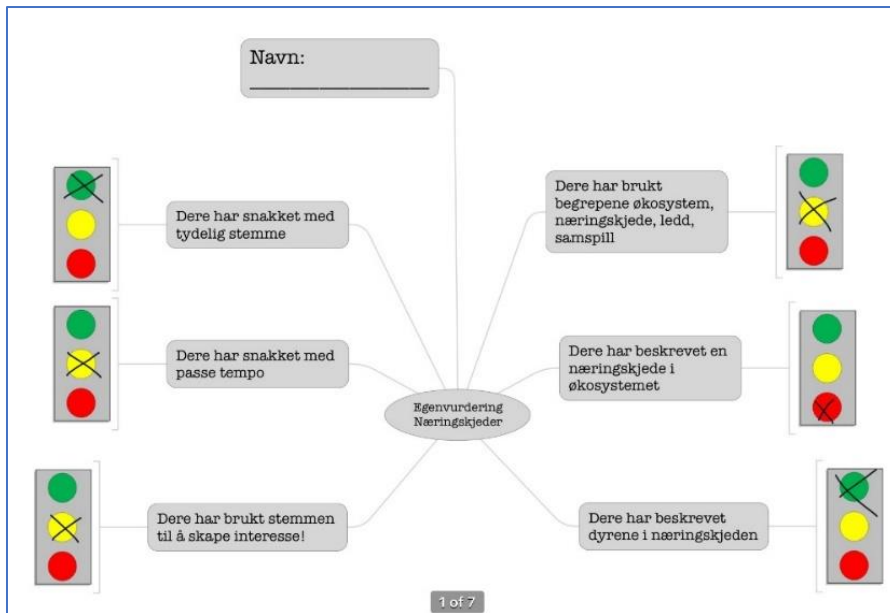 Navn:
Dere har snakket med
tydelig stemme
Dere har snakket med
passe tempo
Dere har brukt stemmen
til å skape interesse!
Egenvurdering
Næringskjeder
Dere har brukt
begrepene økosystem,
næringskjede, ledd,
samspill
Dere har beskrevet en
næringskjede i
økosystemet
Dere har beskrevet
dyrene i næringskjeden
1 of 7